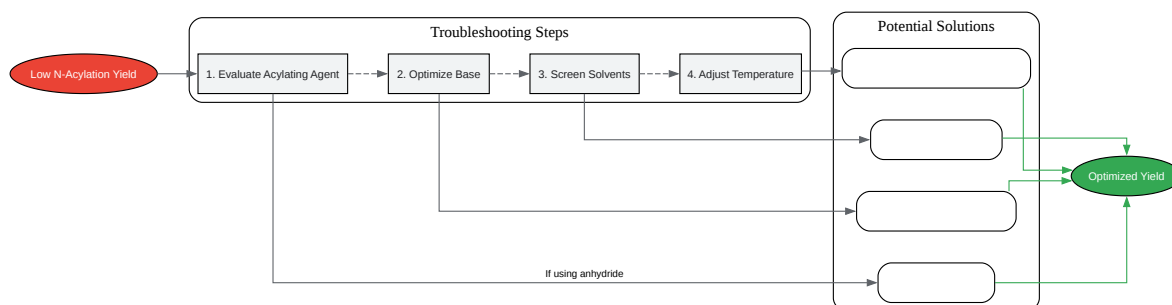 Troubleshooting Steps
Potential Solutions
Low N-Acylation Yield
1. Evaluate Acylating Agent
2. Optimize Base
3. Screen Solvents
4. Adjust Temperature
Optimized Yield
If using anhydride